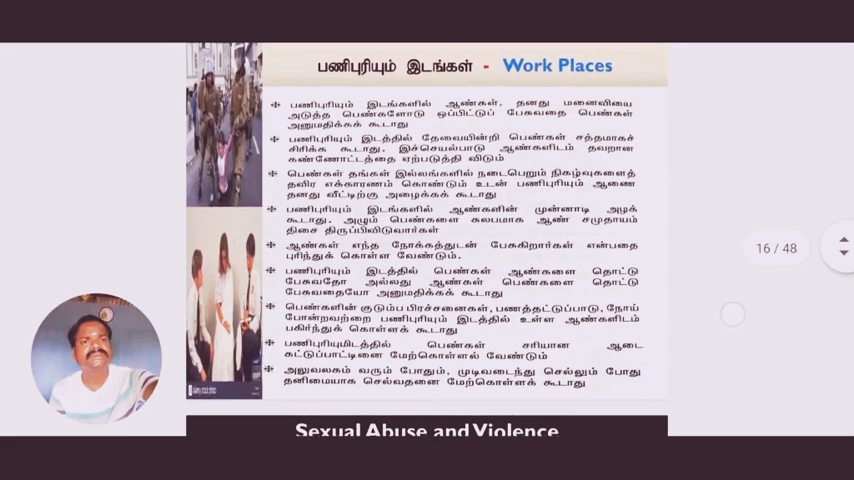 பணிபுரியும் இடங்கள் - Work Places
பணிபுரியும் இடங்களில் ஆண்கள், தனது மனைவியை
அடுத்த பெண்களோடு ஒப்பிட்டுப் பேசுவதை பெண்கள்
அனுமதிக்கக் கூடாது
பணிபுரியும் இடத்தில் தேவையின்றி பெண்கள் சத்தமாகச்
சிரிக்க கூடாது. இச்செயல்பாடு ஆண்களிடம் தவறான
கண்ணோட்டத்தை ஏற்படுத்தி விடும்
பெண்கள் தங்கள் இல்லங்களில் நடைபெறும் நிகழ்வுகளைத்
தவிர எக்காரணம் கொண்டும் உடன் பணிபுரியும் ஆணை
தனது வீட்டிற்கு அழைக்கக் கூடாது
பணிபுரியும் இடங்களில் ஆண்களின் முன்னாடி அழக்
கூடாது. அழும் பெண்களை சுலபமாக ஆண் சமுதாயம்
திசை திருப்பிவிடுவார்கள்
ஆண்கள் எந்த நோக்கத்துடன் பேசுகிறார்கள் என்பதை
புரிந்துக் கொள்ள வேண்டும்.
பணிபுரியும் இடத்தில் பெண்கள் ஆண்களை தொட்டு
பேசுவதோ அல்லது ஆண்கள் பெண்களை தொட்டு
பேசுவதையோ அனுமதிக்கக் கூடாது
பெண்களின் குடும்ப பிரச்சனைகள், பணத்தட்டுப்பாடு, நோய்
போன்றவற்றை பணிபுரியும் இடத்தில் உள்ள ஆண்களிடம்
பகிர்ந்துக் கொள்ளக் கூடாது
பணிபுரியுமிடத்தில் பெண்கள் சரியான ஆடை
கட்டுப்பாட்டினை மேற்கொள்ளல் வேண்டும்
அலுவலகம் வரும் போதும், முடிவடைந்து செல்லும் போது
தனிமையாக செல்வதனை மேற்கொள்ளக் கூடாது
16 / 48
Sexual Abuse and Violence